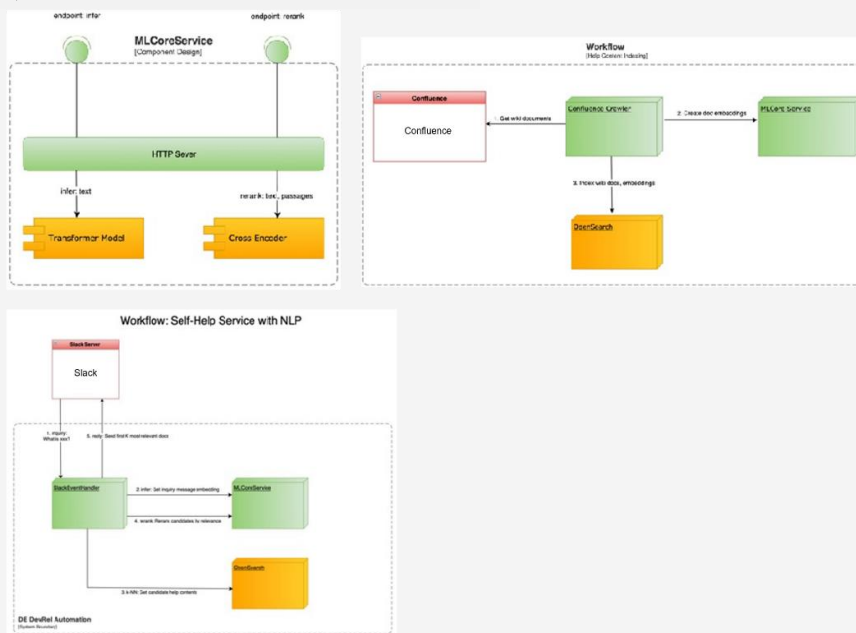 endpoint: infer
endpoint: rerank
MLCoreService
[Component Design]
HTTP Sever
infer: text
rerank: text, passages
Transformer Model
Cross Encoder
Workflow
[Help Content Indexing]
Confluence
Confluence
1. Get wiki documents
Confluence Crawler
2. Create doc embeddings
MLCore Service
3. Index wiki docs, embeddings
OpenSearch
Workflow: Self-Help Service with NLP
SlackServer
Slack
1. Inquiry:
What is xxx?
5. reply: Send first K most relevant docs
SlackEventHandler
2. infer: Get inquiry message embedding
MLCoreService
4. rerank: Rerank candidates by relevance
OpenSearch
3. k-NN: Get candidate help contents
DE DevRel Automation
[System Boundary]